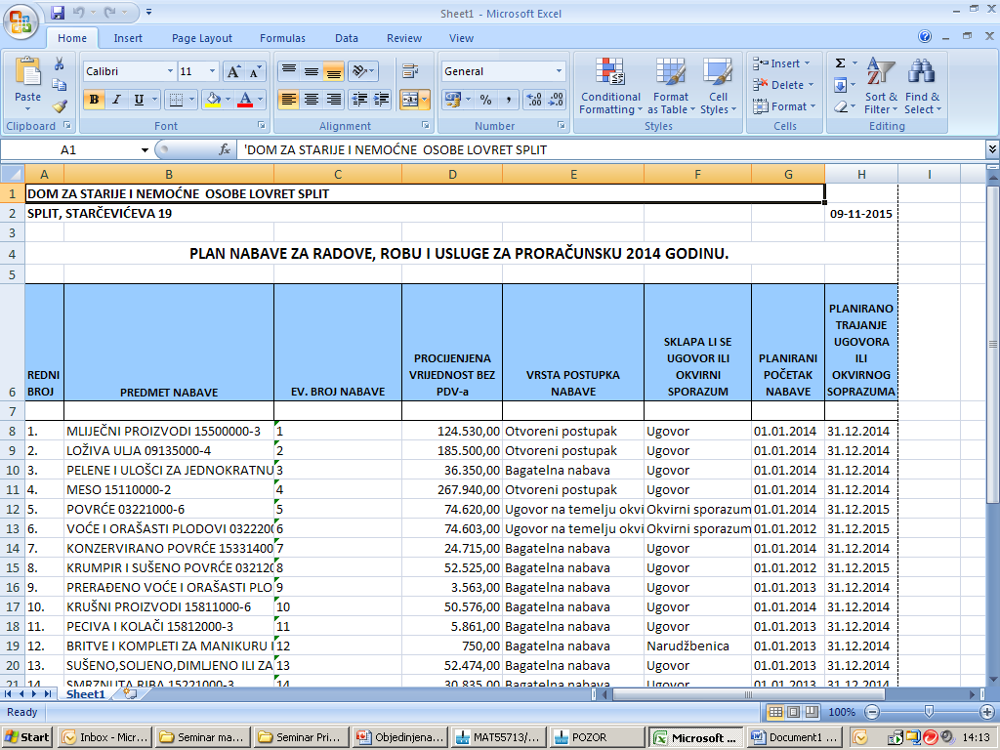 Sheet1 - Microsoft Excel
Home Insert Page Layout Formulas Data Review View
Calibri 11 General Insert Σ
Paste B I U % , Conditional Formatting Format as Table Cell Styles Delete Sort & Filter Find & Select
Format
Clipboard Font Alignment Number Styles Cells Editing
A1 fx 'DOM ZA STARIJE I NEMOĆNE OSOBE LOVRET SPLIT
A B C D E F G H I
1 DOM ZA STARIJE I NEMOĆNE OSOBE LOVRET SPLIT
2 SPLIT, STARČEVIĆEVA 19 09-11-2015
3
4 PLAN NABAVE ZA RADOVE, ROBU I USLUGE ZA PRORAČUNSKU 2014 GODINU.
5
6 REDNI BROJ PREDMET NABAVE EV. BROJ NABAVE PROCIJENJENA VRIJEDNOST BEZ PDV-a VRSTA POSTUPKA NABAVE SKLAPA LI SE UGOVOR ILI OKVIRNI SPORAZUM PLANIRANI POČETAK NABAVE PLANIRANO TRAJANJE UGOVORA ILI OKVIRNOG SOPRAZUMA
7
8 1. MLIJEČNI PROIZVODI 15500000-3 1 124.530,00 Otvoreni postupak Ugovor 01.01.2014 31.12.2014
9 2. LOŽIVA ULJA 09135000-4 2 185.500,00 Otvoreni postupak Ugovor 01.01.2014 31.12.2014
10 3. PELENE I ULOŠCI ZA JEDNOKRATNU 3 36.350,00 Bagatelna nabava Ugovor 01.01.2014 31.12.2014
11 4. MESO 15110000-2 4 267.940,00 Otvoreni postupak Ugovor 01.01.2014 31.12.2014
12 5. POVRĆE 03221000-6 5 74.620,00 Ugovor na temelju okvi Okvirni sporazum 01.01.2014 31.12.2015
13 6. VOĆE I ORAŠASTI PLODOVI 0322200 6 74.603,00 Ugovor na temelju okvi Okvirni sporazum 01.01.2012 31.12.2015
14 7. KONZERVIRANO POVRĆE 15331400 7 24.715,00 Bagatelna nabava Ugovor 01.01.2014 31.12.2014
15 8. KRUMPIR I SUŠENO POVRĆE 032120 8 52.525,00 Bagatelna nabava Ugovor 01.01.2012 31.12.2015
16 9. PRERAĐENO VOĆE I ORAŠASTI PLO 9 3.563,00 Bagatelna nabava Ugovor 01.01.2013 31.12.2014
17 10. KRUŠNI PROIZVODI 15811000-6 10 50.576,00 Bagatelna nabava Ugovor 01.01.2014 31.12.2014
18 11. PECIVA I KOLAČI 15812000-3 11 5.861,00 Bagatelna nabava Ugovor 01.01.2013 31.12.2014
19 12. BRITVE I KOMPLETI ZA MANIKURU I 12 750,00 Bagatelna nabava Narudžbenica 01.01.2013 31.12.2014
20 13. SUŠENO,SOLJENO,DIMLJENO ILI ZA 13 52.474,00 Bagatelna nabava Ugovor 01.01.2013 31.12.2014
21 14. SMRZNUTA RIBA 15221000-3 14 30.835,00 Bagatelna nabava Ugovor 01.01.2013 31.12.2014
Sheet1
Ready 100%
Start Inbox - Micr... Seminar ma... Seminar Pri... Objedinjena... MAT55713/... POZOR Microsoft ... Document1 ... 14:13